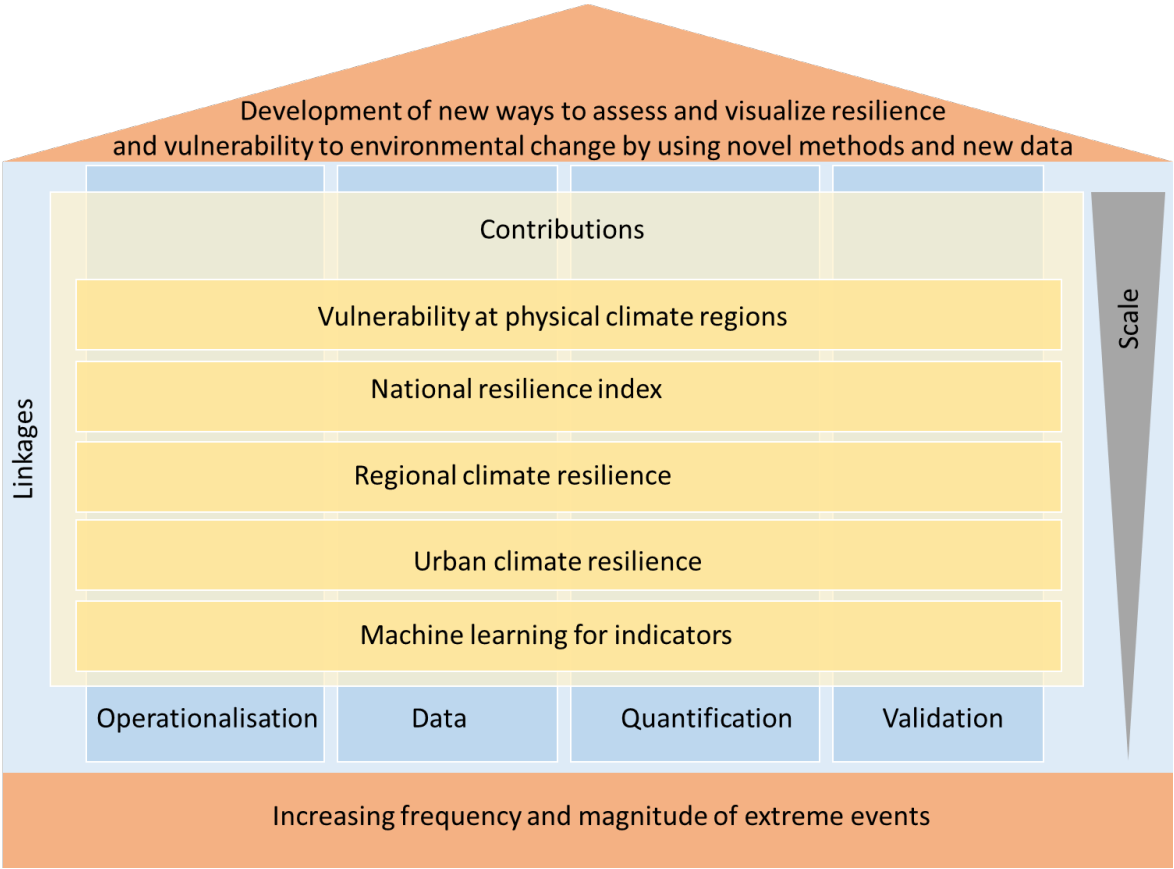 Development of new ways to assess and visualize resilience
and vulnerability to environmental change by using novel methods and new data
Contributions
Vulnerability at physical climate regions
National resilience index
Regional climate resilience
Urban climate resilience
Machine learning for indicators
Linkages
Scale
Operationalisation
Data
Quantification
Validation
Increasing frequency and magnitude of extreme events